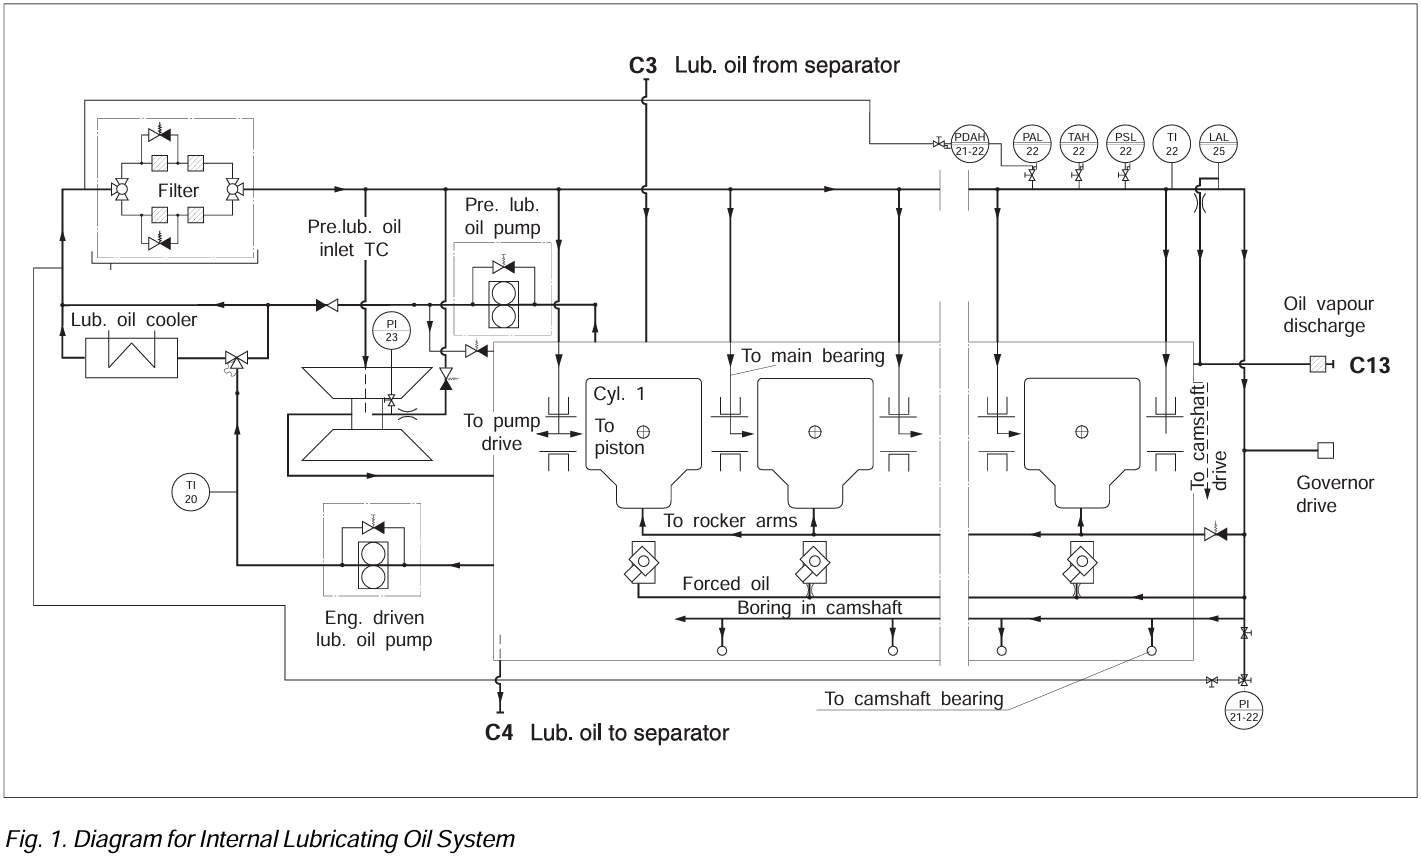 C3 Lub. oil from separator
PDAH
21-22
PAL
22
TAH
22
PSL
22
TI
22
LAL
25
Filter
Pre. lub.
oil pump
Pre.lub. oil
inlet TC
Oil vapour
discharge
Lub. oil cooler
PI
23
C13
To main bearing
Cyl. 1
To
piston
To pump
drive
To camshaft
drive
Governor
drive
TI
20
To rocker arms
Forced oil
Boring in camshaft
Eng. driven
lub. oil pump
To camshaft bearing
PI
21-22
C4 Lub. oil to separator
Fig. 1. Diagram for Internal Lubricating Oil System